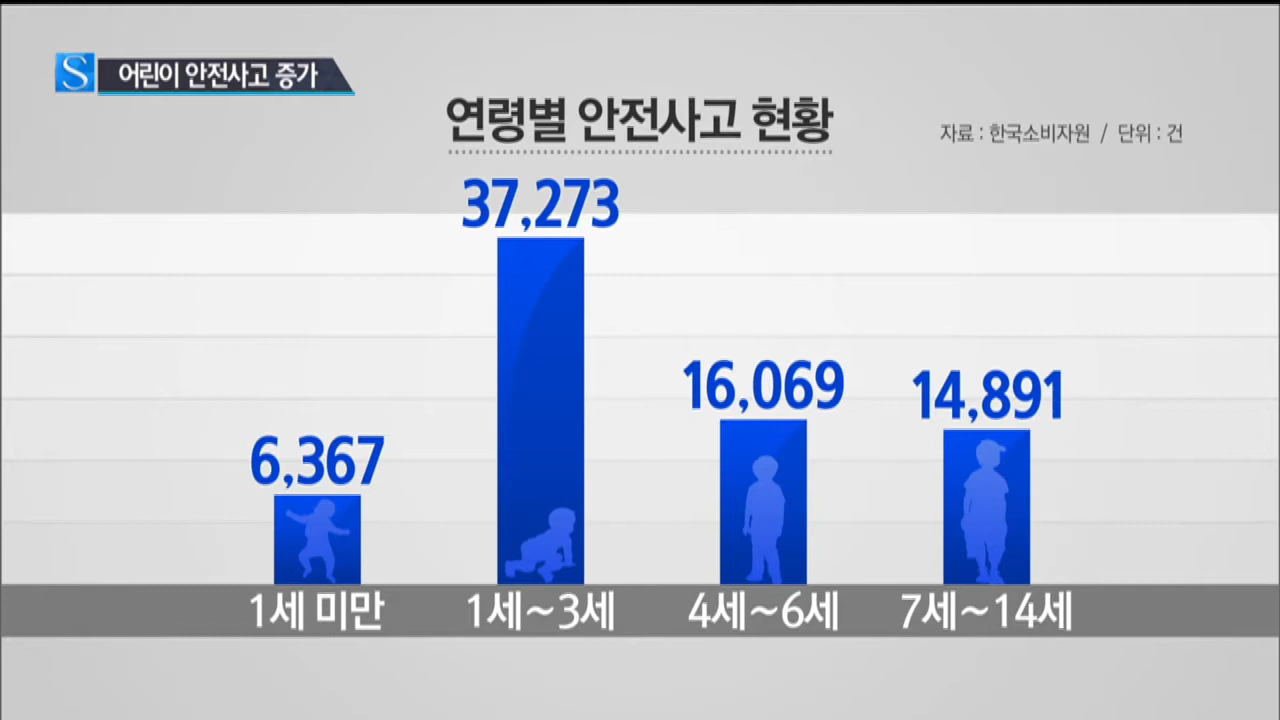 S 어린이 안전사고 증가
연령별 안전사고 현황
자료 : 한국소비자원 / 단위 : 건
6,367
37,273
16,069
14,891
1세 미만
1세~3세
4세~6세
7세~14세